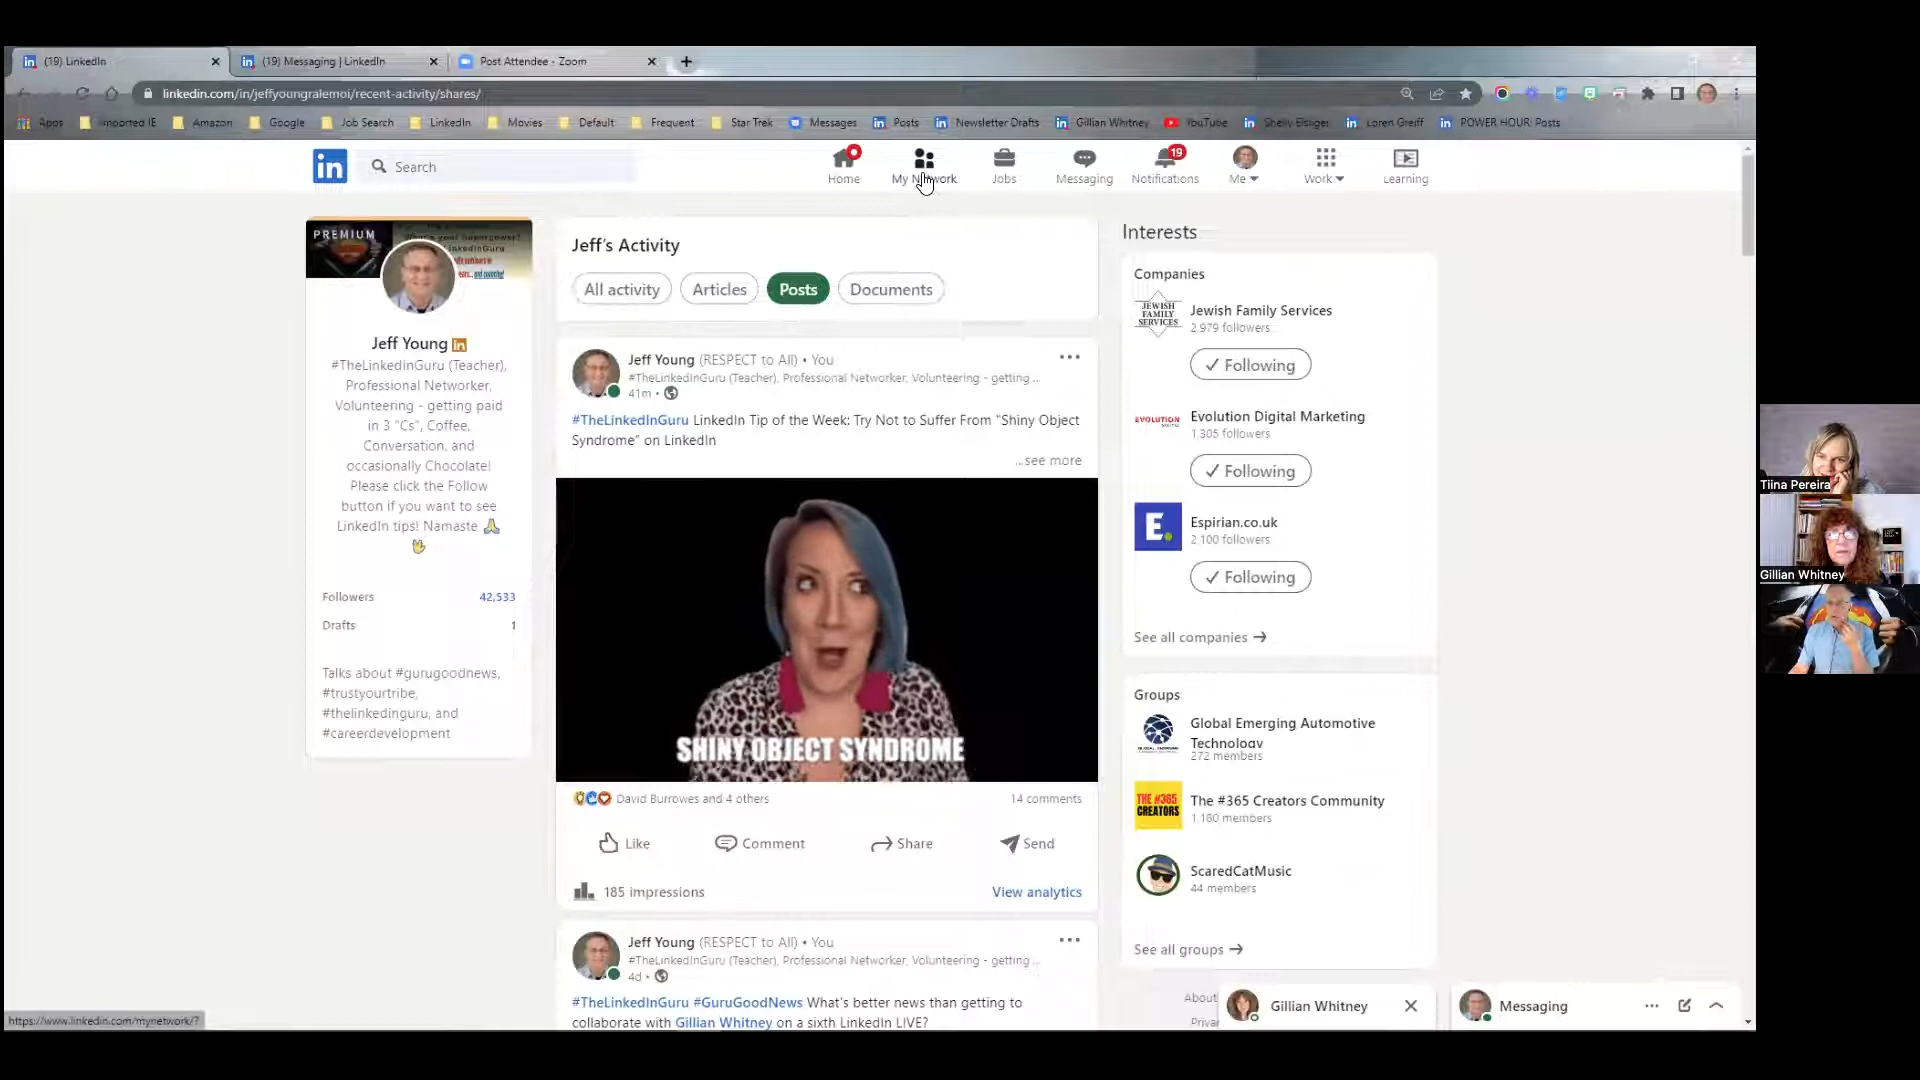 (19) LinkedIn
(19) Messaging | LinkedIn
Post Attendee - Zoom
linkedin.com/in/jeffyoungralemoi/recent-activity/shares/
Apps
Imported IE
Amazon
Google
Job Search
LinkedIn
Movies
Default
Frequent
Star Trek
Messages
Posts
Newsletter Drafts
Gillian Whitney
YouTube
Loren Greiff
POWER HOUR: Posts
in
Search
Home
My Network
Jobs
Messaging
19
Notifications
Me
Work
Learning
PREMIUM
Jeff Young
#TheLinkedInGuru (Teacher),
Professional Networker,
Volunteering - getting paid
in 3 "Cs", Coffee,
Conversation, and
occasionally Chocolate!
Please click the Follow
button if you want to see
LinkedIn tips! Namaste
Followers
42,533
Drafts
1
Talks about #gurugoodnews,
#trustyourtribe,
#thelinkedinguru, and
#careerdevelopment
Jeff's Activity
All activity
Articles
Posts
Documents
Jeff Young (RESPECT to All) • You
#TheLinkedInGuru (Teacher), Professional Networker, Volunteering - getting ...
41m •
#TheLinkedInGuru LinkedIn Tip of the Week: Try Not to Suffer From "Shiny Object
Syndrome" on LinkedIn
...see more
SHINY OBJECT SYNDROME
David Burrowes and 4 others
14 comments
Like
Comment
Share
Send
185 impressions
View analytics
Jeff Young (RESPECT to All) • You
#TheLinkedInGuru (Teacher), Professional Networker, Volunteering - getting ...
4d •
#TheLinkedInGuru #GuruGoodNews What's better news than getting to
collaborate with Gillian Whitney on a sixth LinkedIn LIVE?
Interests
Companies
JEWISH
FAMILY
SERVICES
Jewish Family Services
2,979 followers
Following
EVOLUTION
Evolution Digital Marketing
1,305 followers
Following
E.
Espirian.co.uk
2,100 followers
Following
See all companies
Groups
Global Emerging Automotive
Technology
272 members
THE #365
CREATORS
The #365 Creators Community
1,180 members
ScaredCatMusic
44 members
See all groups
About
Gillian Whitney
Messaging
https://www.linkedin.com/mynetwork/?
Tiina Pereira
Gillian Whitney